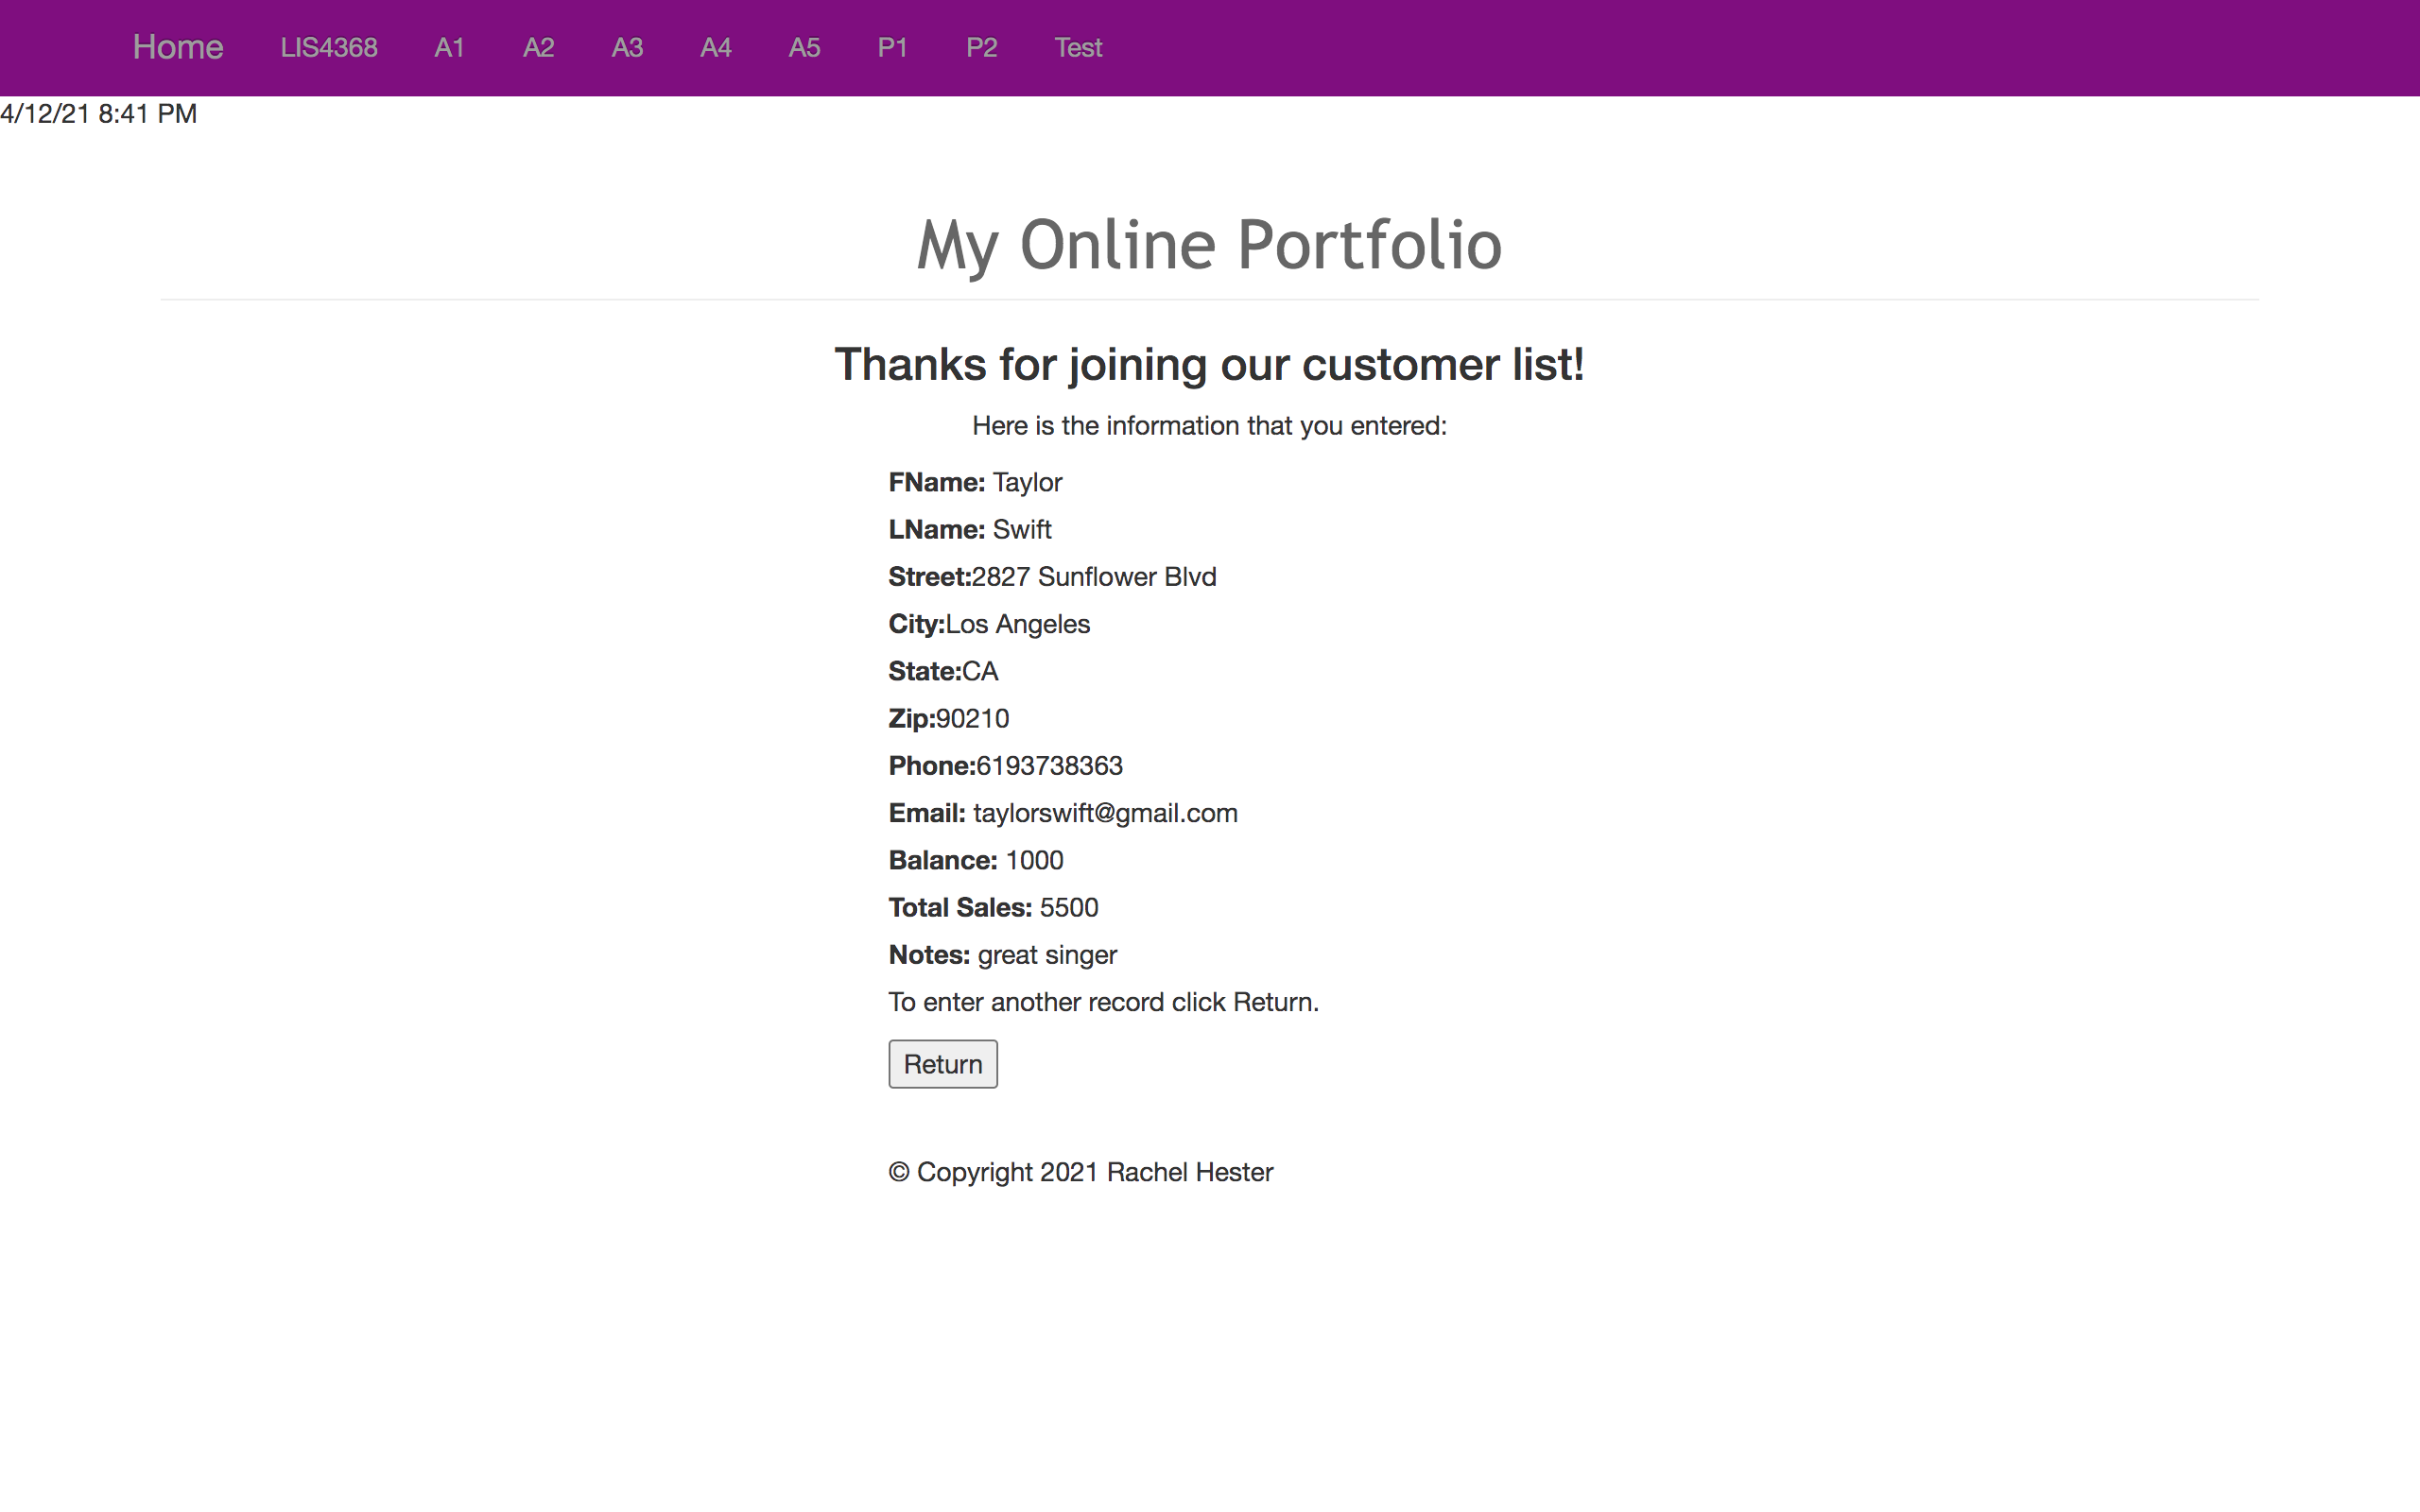 Home LIS4368 A1 A2 A3 A4 A5 P1 P2 Test
4/12/21 8:41 PM
My Online Portfolio
Thanks for joining our customer list!
Here is the information that you entered:
FName: Taylor
LName: Swift
Street:2827 Sunflower Blvd
City:Los Angeles
State:CA
Zip:90210
Phone:6193738363
Email: taylorswift@gmail.com
Balance: 1000
Total Sales: 5500
Notes: great singer
To enter another record click Return.
Return
© Copyright 2021 Rachel Hester